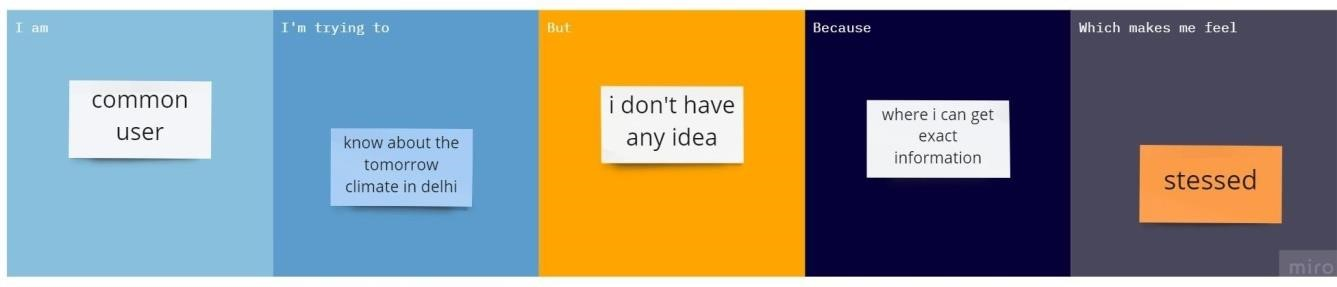 I am
common
user
I'm trying to
know about the
tomorrow
climate in delhi
But
i don't have
any idea
Because
where i can get
exact
information
Which makes me feel
stessed
miro